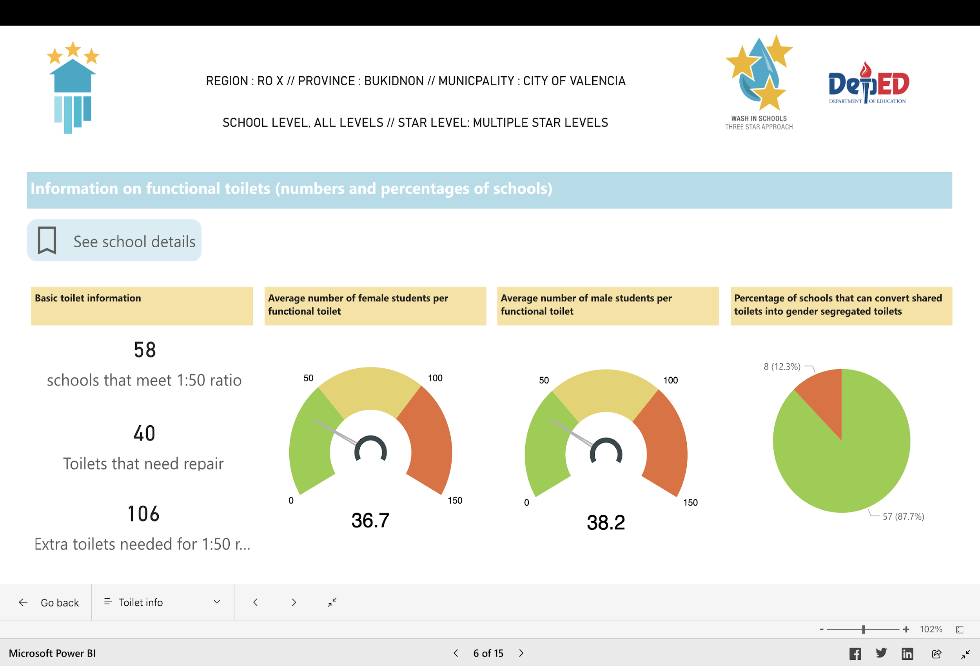 REGION : RO X // PROVINCE : BUKIDNON // MUNICPALITY : CITY OF VALENCIA
SCHOOL LEVEL, ALL LEVELS // STAR LEVEL: MULTIPLE STAR LEVELS
WASH IN SCHOOLS
THREE STAR APPROACH
DepED
DEPARTMENT OF EDUCATION
Information on functional toilets (numbers and percentages of schools)
See school details
Basic toilet information
58
schools that meet 1:50 ratio
40
Toilets that need repair
106
Extra toilets needed for 1:50 r...
Average number of female students per
functional toilet
50
100
0
150
36.7
Average number of male students per
functional toilet
50
100
0
150
38.2
Percentage of schools that can convert shared
toilets into gender segregated toilets
8 (12.3%)
57 (87.7%)
Go back
Toilet info
- + 102%
Microsoft Power BI
6 of 15